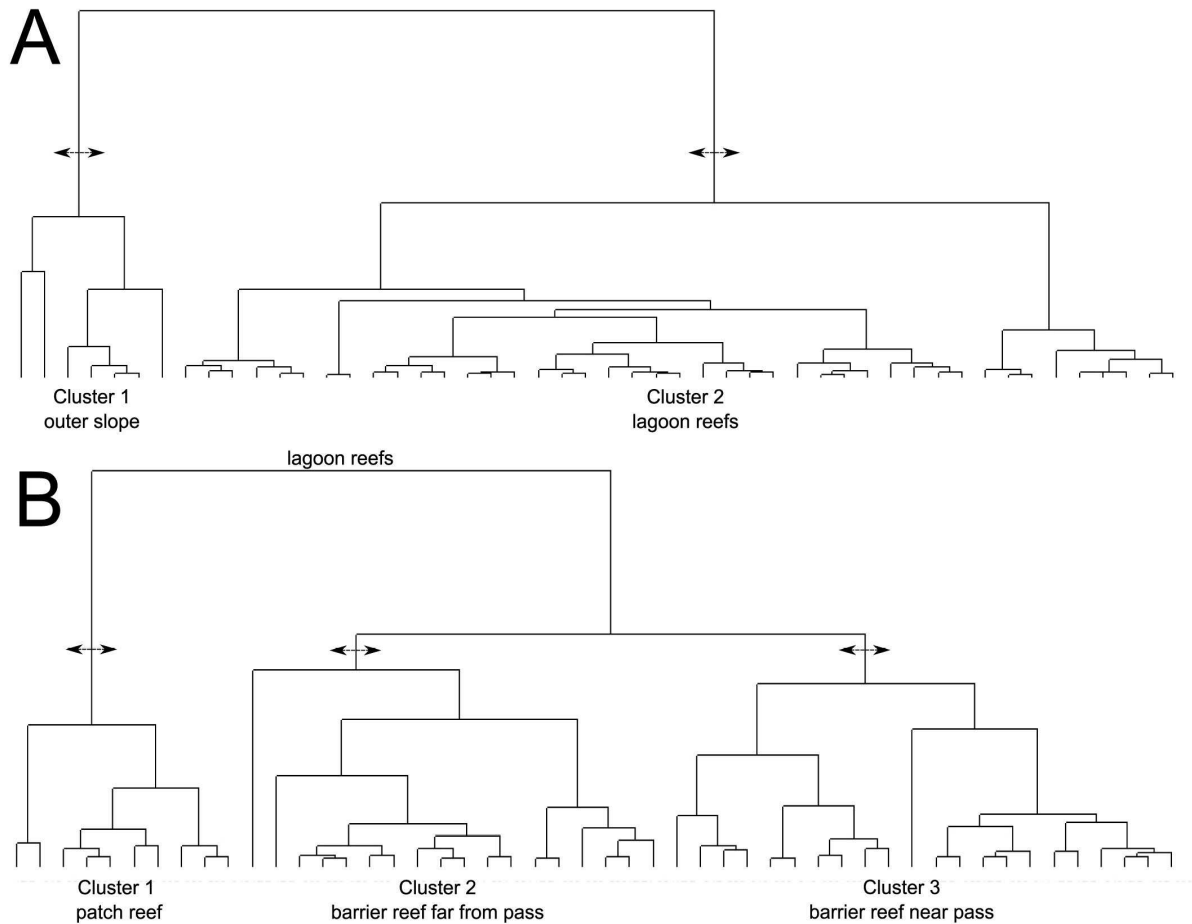 A
Cluster 1
outer slope
Cluster 2
lagoon reefs
B
lagoon reefs
Cluster 1
patch reef
Cluster 2
barrier reef far from pass
Cluster 3
barrier reef near pass